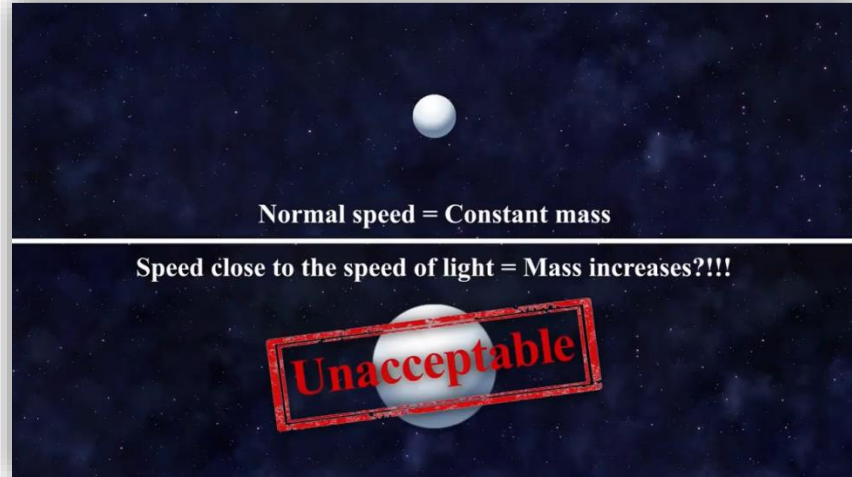 Normal speed = Constant mass
Speed close to the speed of light = Mass increases?!!!
Unacceptable